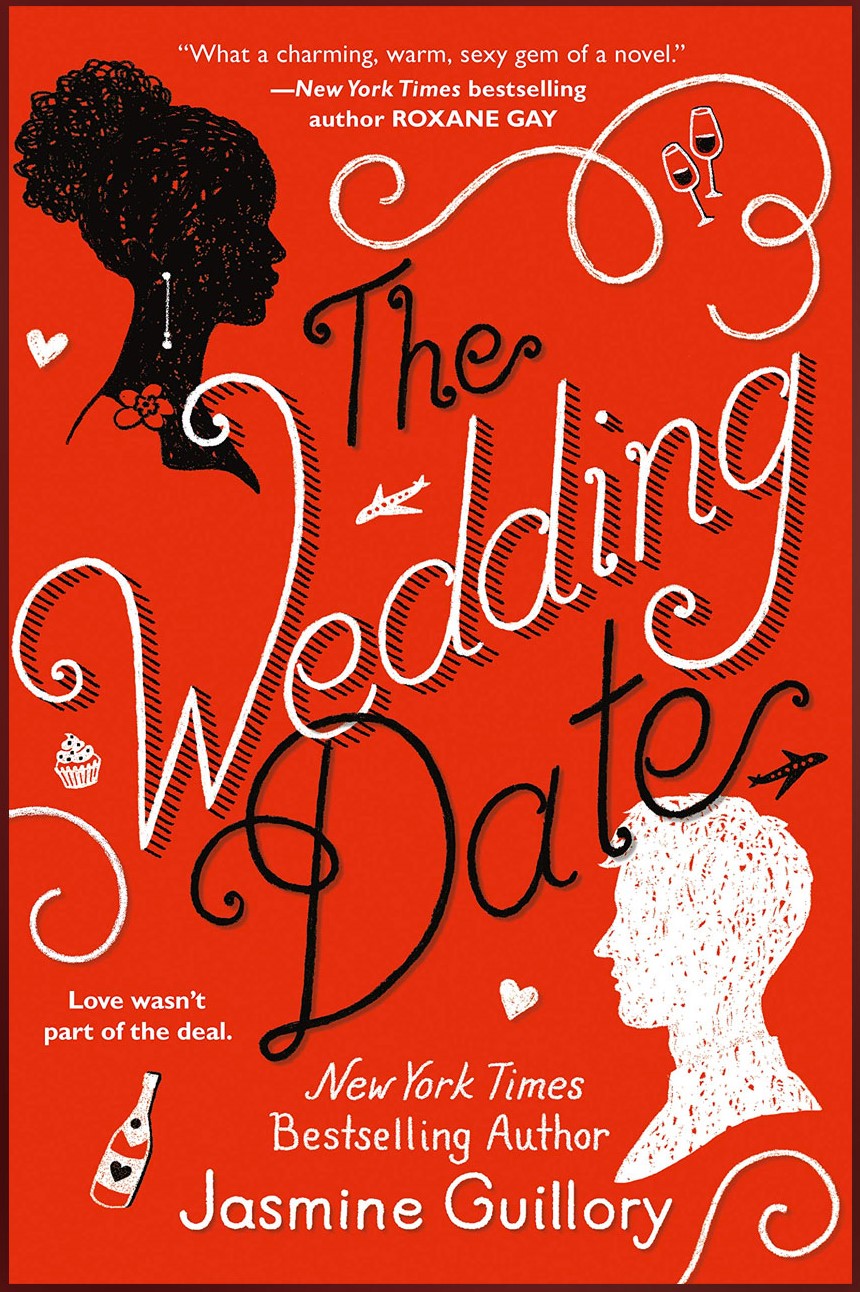 “What a charming, warm, sexy gem of a novel.”
—New York Times bestselling
author ROXANE GAY
The
Wedding
Date
Love wasn’t
part of the deal.
New York Times
Bestselling Author
Jasmine Guillory